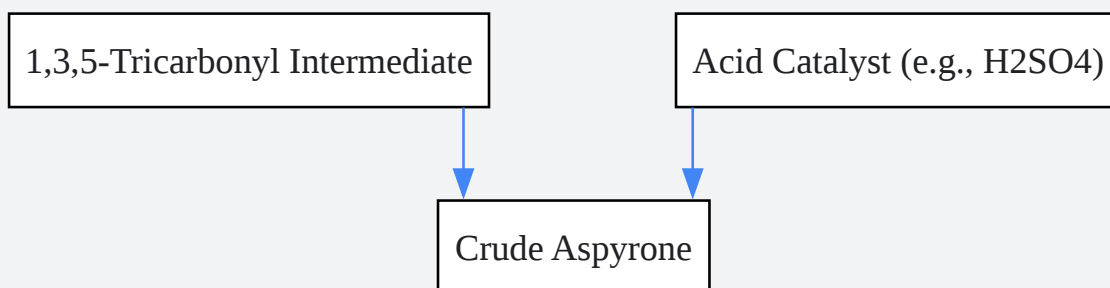 1,3,5-Tricarbonyl Intermediate
Acid Catalyst (e.g., H2SO4)
Crude Aspyrone